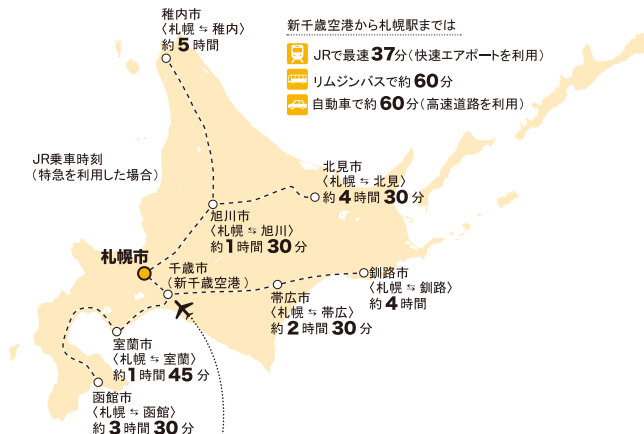 稚内市
〈札幌⇆稚内〉
約5時間
新千歳空港から札幌駅までは
JRで最速37分（快速エアポートを利用）
リムジンバスで約60分
自動車で約60分（高速道路を利用）
JR乗車時刻
（特急を利用した場合）
北見市
〈札幌⇆北見〉
約4時間30分
旭川市
〈札幌⇆旭川〉
約1時間30分
札幌市
千歳市
（新千歳空港）
釧路市
〈札幌⇆釧路〉
約4時間
帯広市
〈札幌⇆帯広〉
約2時間30分
室蘭市
〈札幌⇆室蘭〉
約1時間45分
函館市
〈札幌⇆函館〉
約3時間30分